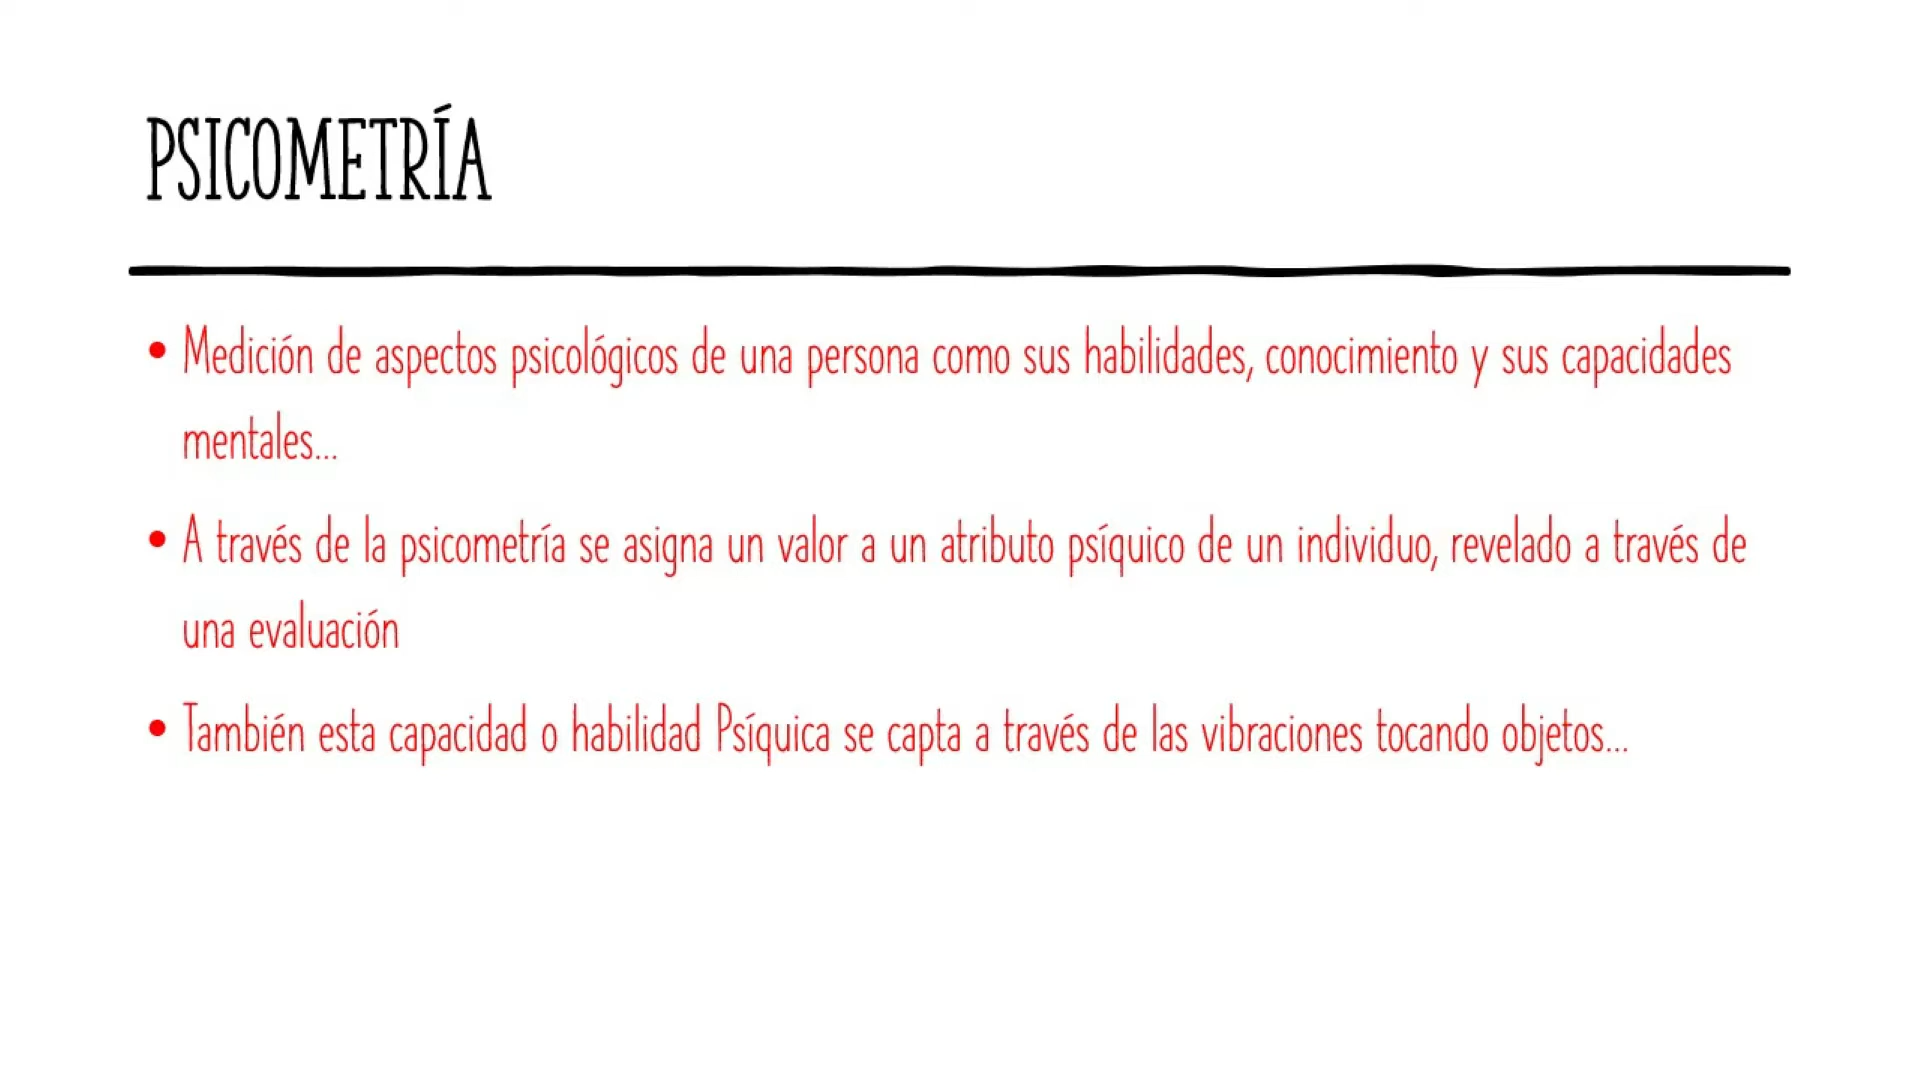 PSICOMETRÍA
• Medición de aspectos psicológicos de una persona como sus habilidades, conocimiento y sus capacidades
mentales...
• A través de la psicometría se asigna un valor a un atributo psíquico de un individuo, revelado a través de
una evaluación
• También esta capacidad o habilidad Psíquica se capta a través de las vibraciones tocando objetos...